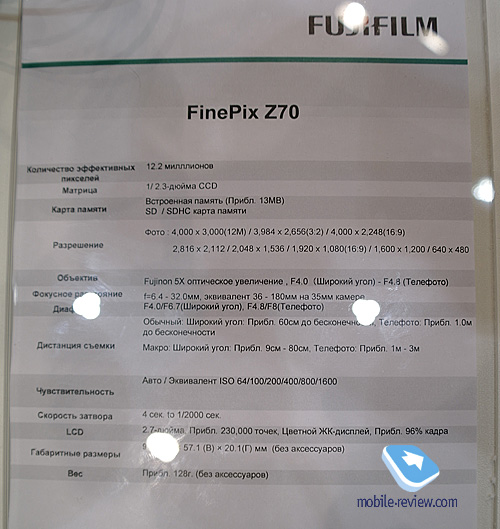 FUJIFILM
FinePix Z70
Количество эффективных пикселей 12.2 милллионов
Матрица 1/ 2.3-дюйма CCD
Карта памяти Встроенная память (Прибл. 13MB)
SD / SDHC карта памяти
Разрешение Фото : 4,000 x 3,000(12M) / 3,984 x 2,656(3:2) / 4,000 x 2,248(16:9)
2,816 x 2,112 / 2,048 x 1,536 / 1,920 x 1,080(16:9) / 1,600 x 1,200 / 640 x 480
Объектив Fujinon 5X оптическое увеличение , F4.0 (Широкий угол) - F4.8 (Телефото)
Фокусное f=6.4 - 32.0мм, эквивалент 36 - 180мм на 35мм камере
F4.0/F6.7(Широкий угол), F4.8/F8(Телефото)
Дистанция съемки Обычный: Широкий угол: Прибл. 60см до Телефото: Прибл. 1.0м
до бесконечности
Макро: Широкий угол: Прибл. 9см - 80см, Телефото: Прибл. 1м - 3м
Чувствительность Авто / Эквивалент ISO 64/100/200/400/800/1600
Скорость затвора 4 сек. to 1/2000 сек.
LCD 2.7-дюйма, Прибл. 230,000 точек, Цветной ЖК-дисплей, Прибл. 96% кадра
Габаритные размеры 57.1 (В) × 20.1(Г) мм (без аксессуаров)
Вес Прибл. 128г. (без аксессуаров)
mobile-review.com
mobile-review.com